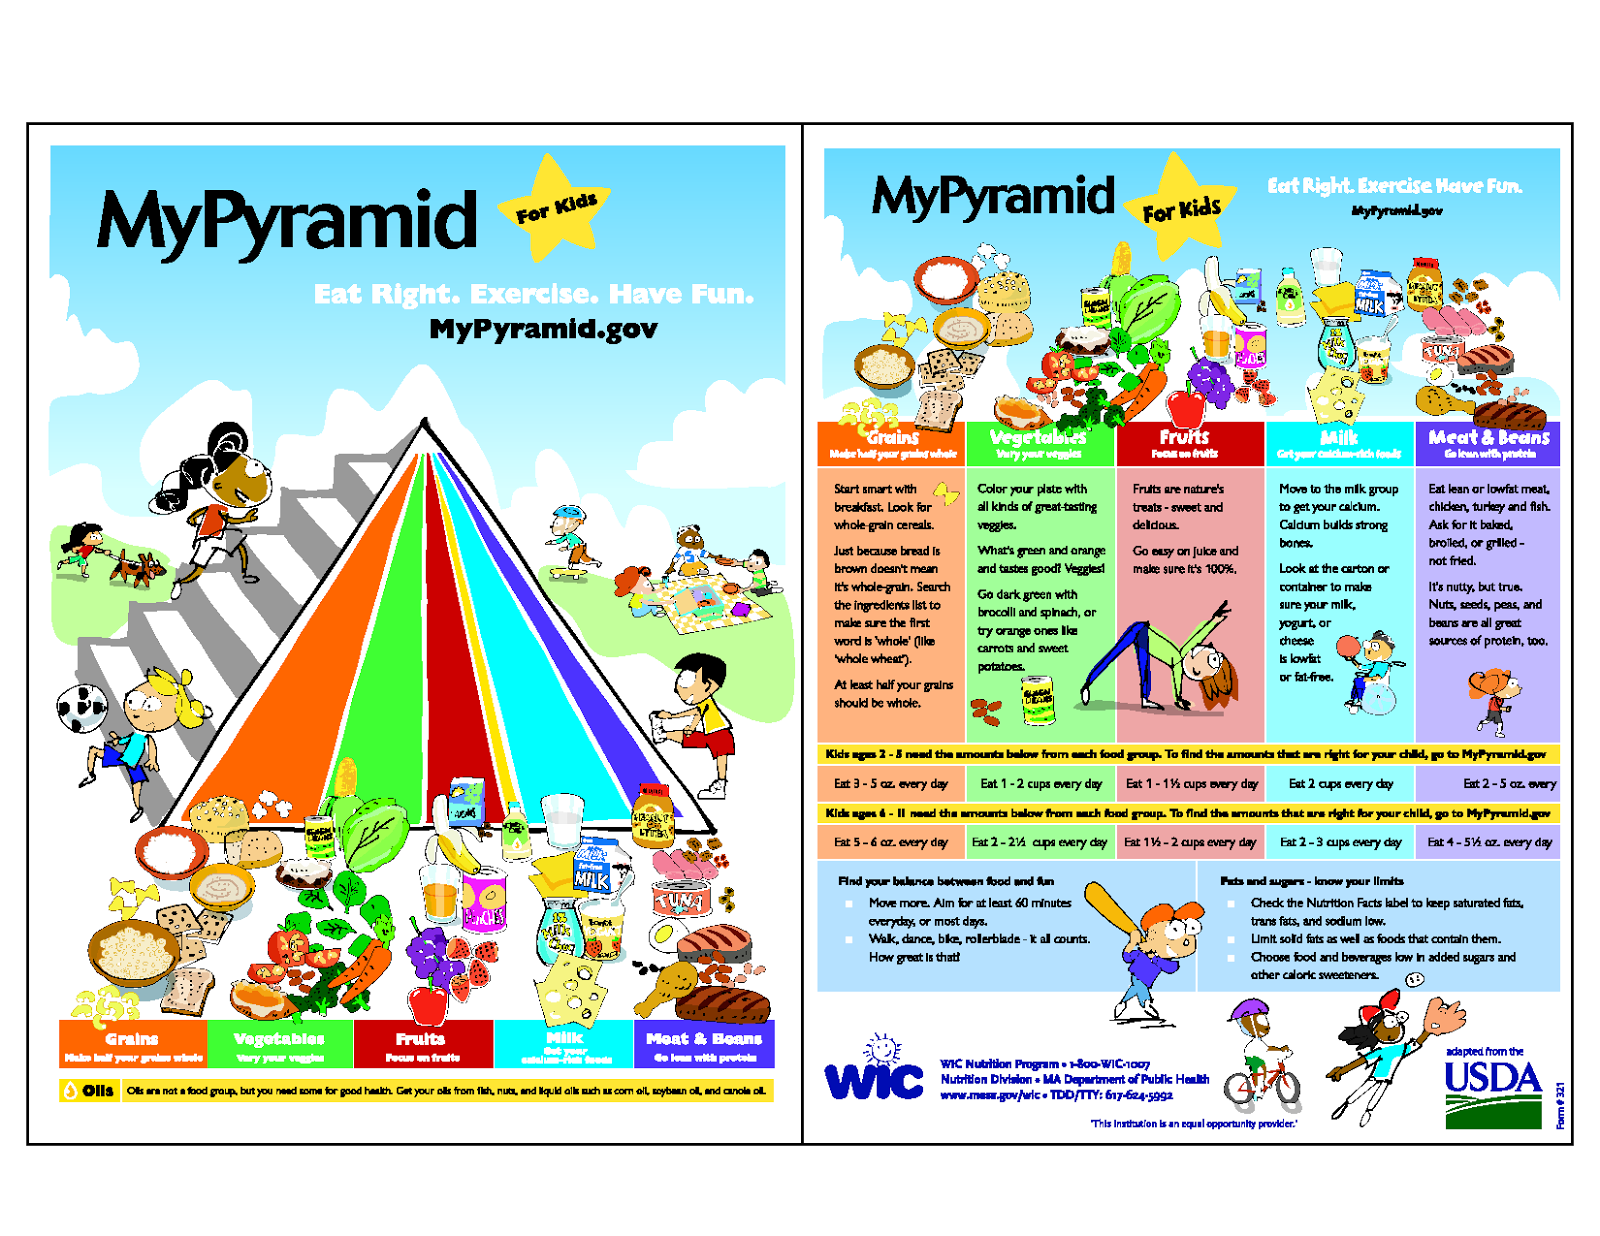 MyPyramid
For Kids
Eat Right. Exercise. Have Fun.
MyPyramid.gov
MILK
TUNA
Grains
Make half your grains whole
Vegetables
Vary your veggies
Fruits
Focus on fruits
Milk
Get your
calcium-rich foods
Meat & Beans
Go lean with protein
Oils
Oils are not a food group, but you need some for good health. Get your oils from fish, nuts, and liquid oils such as corn oil, soybean oil, and canola oil.
MyPyramid
For Kids
Eat Right. Exercise. Have Fun.
MyPyramid.gov
MILK
TUNA
Grains
Make half your grains whole
Vegetables
Vary your veggies
Fruits
Focus on fruits
Milk
Get your calcium-rich foods
Meat & Beans
Go lean with protein
Start smart with
breakfast. Look for
whole-grain cereals.
Just because bread is
brown doesn't mean
it's whole-grain. Search
the ingredients list to
make sure the first
word is 'whole' (like
'whole wheat').
At least half your grains
should be whole.
Color your plate with
all kinds of great-tasting
veggies.
What's green and orange
and tastes good? Veggies!
Go dark green with
brocolli and spinach, or
try orange ones like
carrots and sweet
potatoes.
Fruits are nature's
treats - sweet and
delicious.
Go easy on juice and
make sure it's 100%.
Move to the milk group
to get your calcium.
Calcium builds strong
bones.
Look at the carton or
container to make
sure your milk,
yogurt, or
cheese
is lowfat
or fat-free.
Eat lean or lowfat meat,
chicken, turkey and fish.
Ask for it baked,
broiled, or grilled -
not fried.
It's nutty, but true.
Nuts, seeds, peas, and
beans are all great
sources of protein, too.
Kids ages 2 - 5 need the amounts below from each food group. To find the amounts that are right for your child, go to MyPyramid.gov
Eat 3 - 5 oz. every day
Eat 1 - 2 cups every day
Eat 1 - 1½ cups every day
Eat 2 cups every day
Eat 2 - 5 oz. every
Kids ages 6 - 11 need the amounts below from each food group. To find the amounts that are right for your child, go to MyPyramid.gov
Eat 5 - 6 oz. every day
Eat 2 - 2½ cups every day
Eat 1½ - 2 cups every day
Eat 2 - 3 cups every day
Eat 4 - 5½ oz. every day
Find your balance between food and fun
Move more. Aim for at least 60 minutes
everyday, or most days.
Walk, dance, bike, rollerblade - it all counts.
How great is that!
Fats and sugars - know your limits
Check the Nutrition Facts label to keep saturated fats,
trans fats, and sodium low.
Limit solid fats as well as foods that contain them.
Choose food and beverages low in added sugars and
other caloric sweeteners.
WIC
WIC Nutrition Program • 1-800-WIC-1007
Nutrition Division • MA Department of Public Health
www.mass.gov/wic • TDD/TTY: 617-624-5992
"This institution is an equal opportunity provider."
adapted from the
USDA
Form # 321